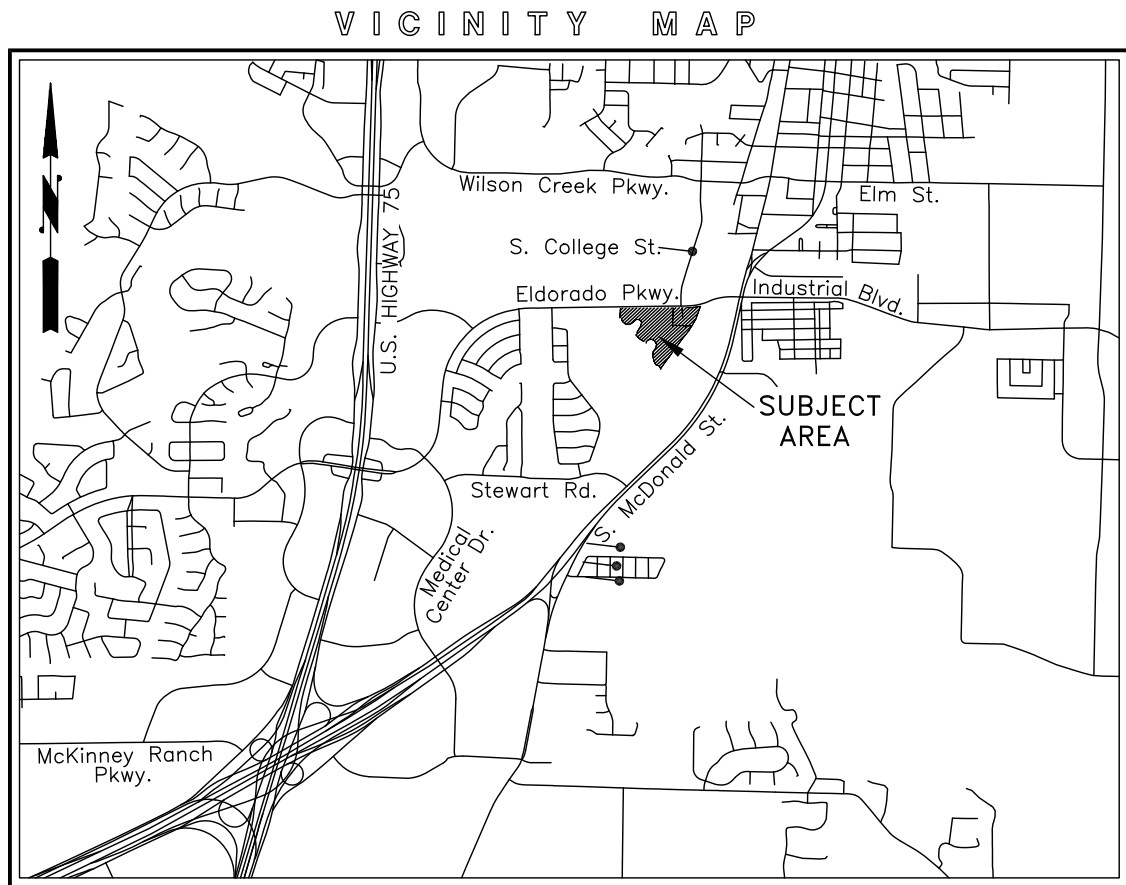 VICINITY MAP
N
Wilson Creek Pkwy.
Elm St.
U.S. HIGHWAY 75
S. College St.
Eldorado Pkwy.
Industrial Blvd.
SUBJECT
AREA
S. McDonald St.
Stewart Rd.
Medical
Center Dr.
McKinney Ranch
Pkwy.